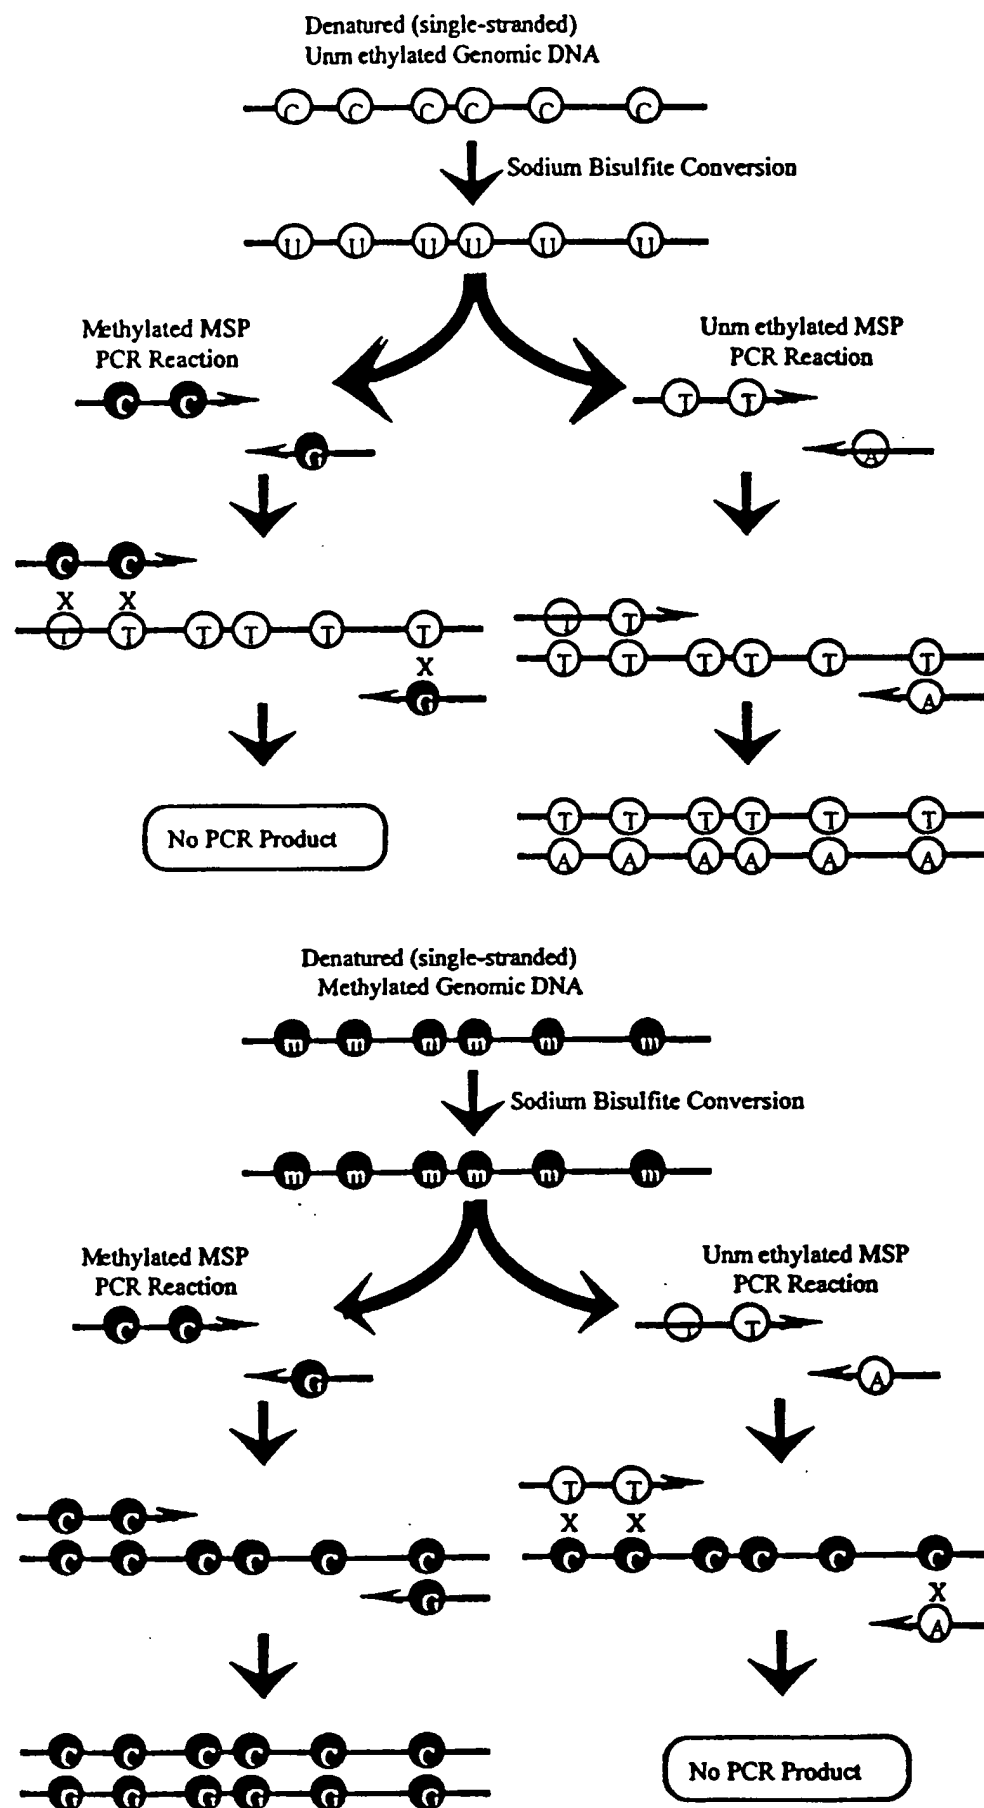 Denatured (single-stranded)
Unm ethylated Genomic DNA
C C C C C C
Sodium Bisulfite Conversion
U U U U U U
Methylated MSP
PCR Reaction
Unm ethylated MSP
PCR Reaction
C C
T T
G
A
C C
X X
T T T T T T
X
G
T T
T T T T T T
A
No PCR Product
T T T T T T
A A A A A A
Denatured (single-stranded)
Methylated Genomic DNA
m m m m m m
Sodium Bisulfite Conversion
m m m m m m
Methylated MSP
PCR Reaction
Unm ethylated MSP
PCR Reaction
C C
T T
G
A
C C
C C C C C C
G
T T
X X
C C C C C C
X
A
C C C C C C
G G G G G G
No PCR Product